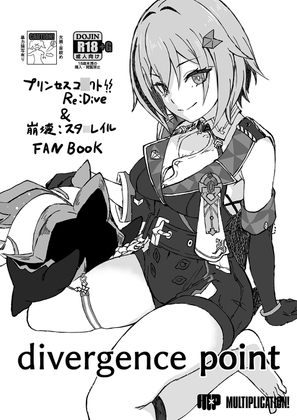 CAUTION!
DOJIN
R18+G
成人向け
プリンセスコ クト!!
Re:Dive
&
崩壊:スタ レイル
FAN BOOK
divergence point
MULTIPLICATION!